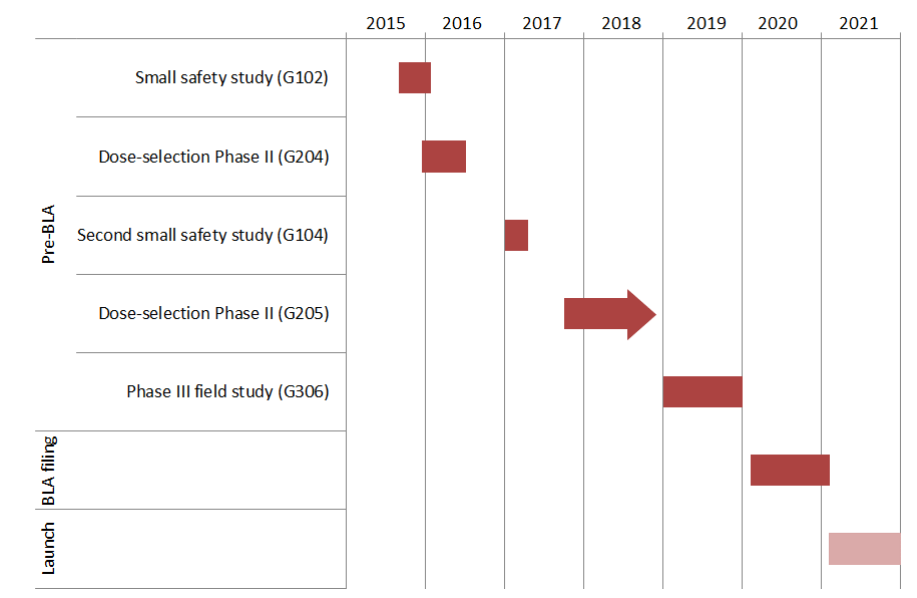 2015 2016 2017 2018 2019 2020 2021
Pre-BLA
Small safety study (G102)
Dose-selection Phase II (G204)
Second small safety study (G104)
Dose-selection Phase II (G205)
Phase III field study (G306)
BLA filing
Launch